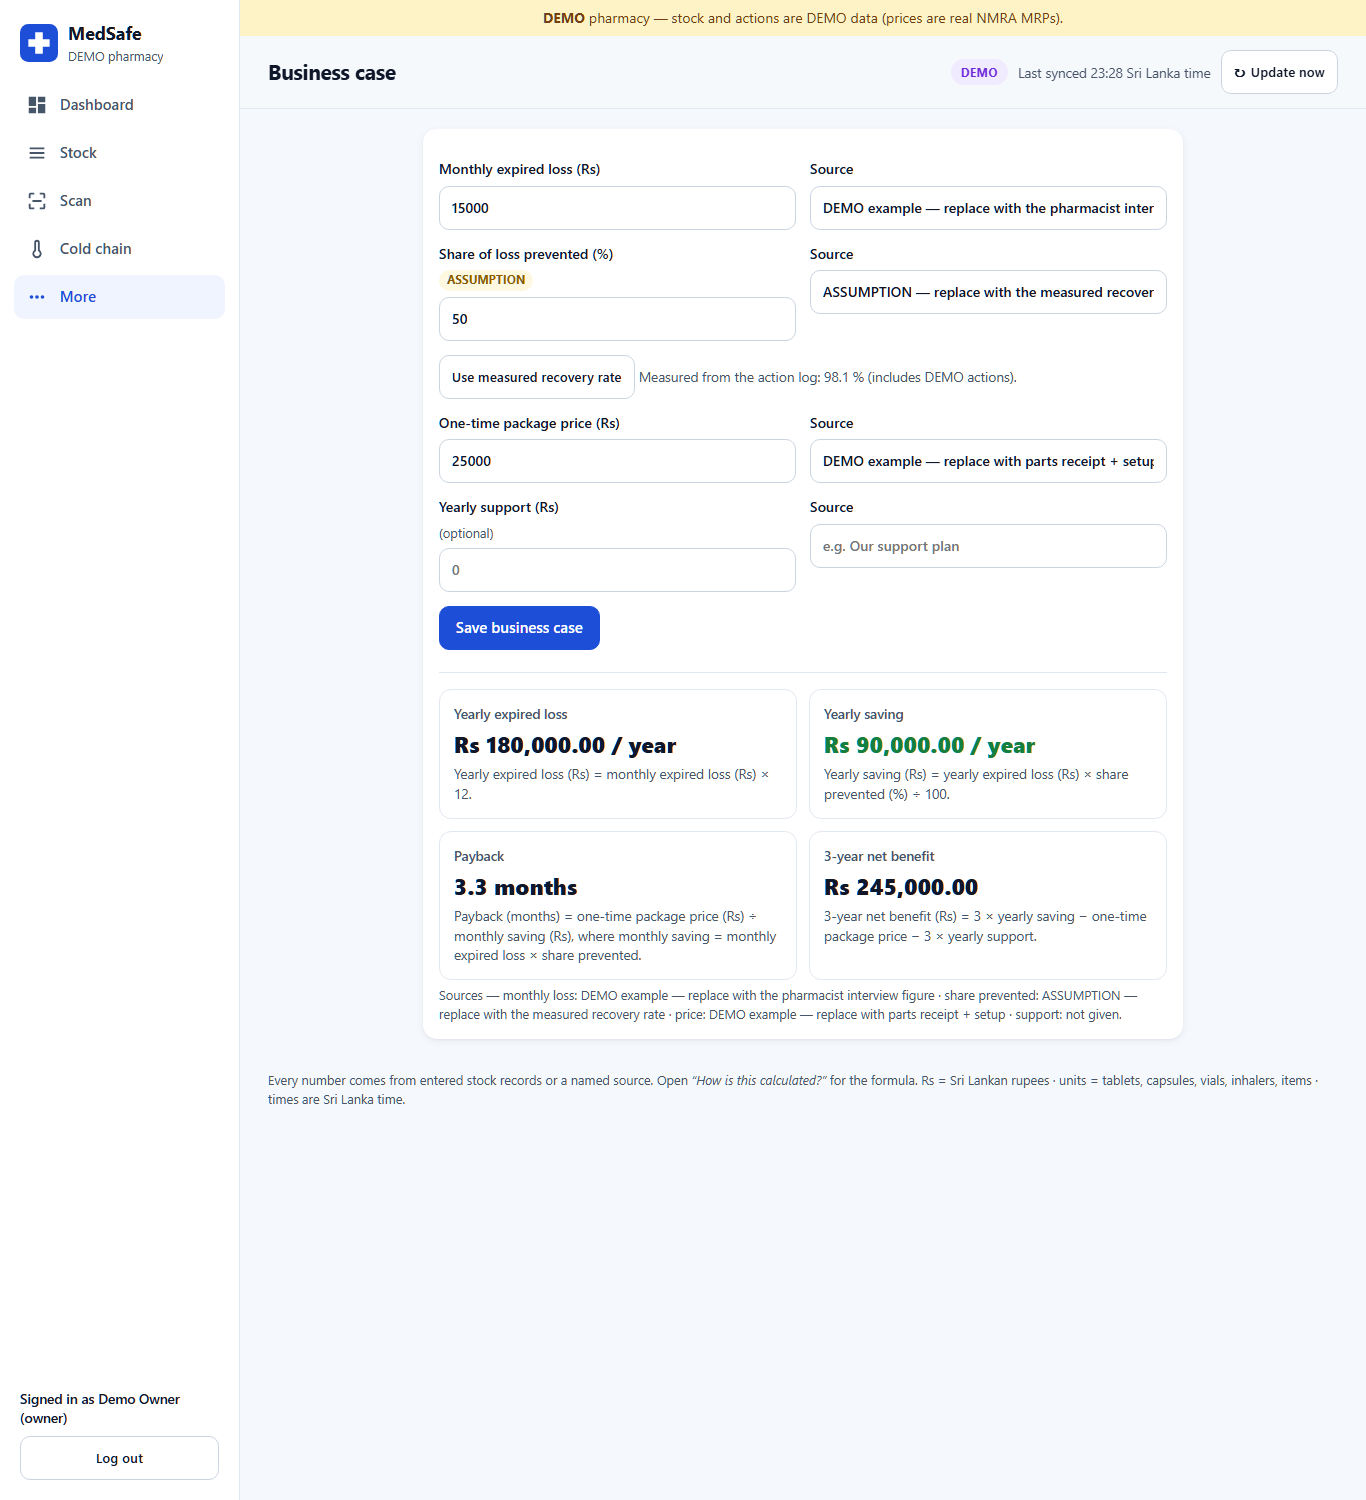 MedSafe
DEMO pharmacy
Dashboard
Stock
Scan
Cold chain
More
Signed in as Demo Owner
(owner)
Log out
DEMO pharmacy — stock and actions are DEMO data (prices are real NMRA MRPs).
Business case
DEMO
Last synced 23:28 Sri Lanka time
↻ Update now
Monthly expired loss (Rs)
Source
15000
DEMO example — replace with the pharmacist inter
Share of loss prevented (%)
Source
ASSUMPTION
50
ASSUMPTION — replace with the measured recover
Use measured recovery rate
Measured from the action log: 98.1 % (includes DEMO actions).
One-time package price (Rs)
Source
25000
DEMO example — replace with parts receipt + setup
Yearly support (Rs)
Source
(optional)
0
e.g. Our support plan
Save business case
Yearly expired loss
Rs 180,000.00 / year
Yearly expired loss (Rs) = monthly expired loss (Rs) ×
12.
Yearly saving
Rs 90,000.00 / year
Yearly saving (Rs) = yearly expired loss (Rs) × share
prevented (%) ÷ 100.
Payback
3.3 months
Payback (months) = one-time package price (Rs) ÷
monthly saving (Rs), where monthly saving = monthly
expired loss × share prevented.
3-year net benefit
Rs 245,000.00
3-year net benefit (Rs) = 3 × yearly saving − one-time
package price − 3 × yearly support.
Sources — monthly loss: DEMO example — replace with the pharmacist interview figure · share prevented: ASSUMPTION —
replace with the measured recovery rate · price: DEMO example — replace with parts receipt + setup · support: not given.
Every number comes from entered stock records or a named source. Open “How is this calculated?” for the formula. Rs = Sri Lankan rupees · units = tablets, capsules, vials, inhalers, items ·
times are Sri Lanka time.